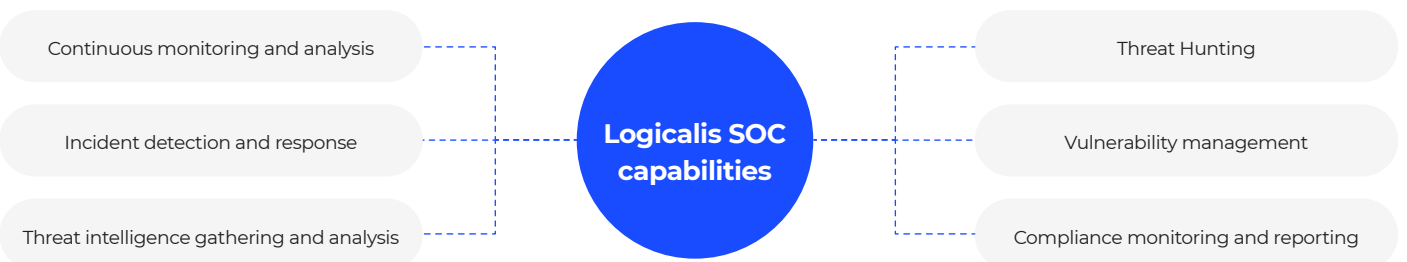 Continuous monitoring and analysis
Incident detection and response
Threat intelligence gathering and analysis
Logicalis SOC
capabilities
Threat Hunting
Vulnerability management
Compliance monitoring and reporting